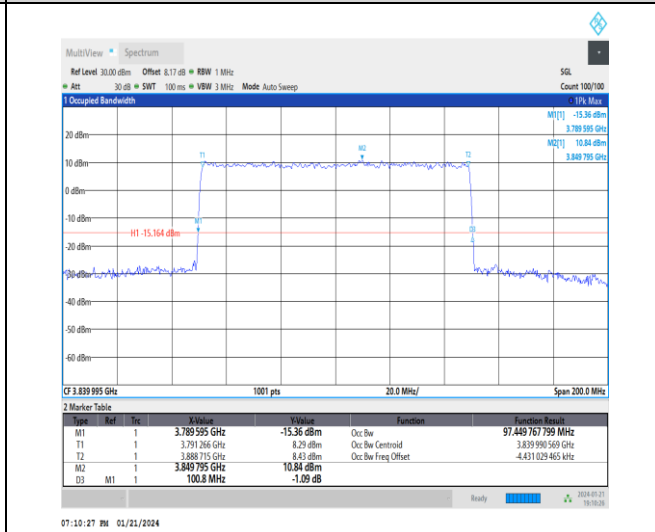 MultiView Spectrum
Ref Level 30.00 dBm Offset 8.17 dB RBW 1 MHz SGL
Att 30 dB SWT 100 ms VBW 3 MHz Mode Auto Sweep Count 100/100
1 Occupied Bandwidth 1Pk Max
M1[1] -15.36 dBm
3.789 595 GHz
M2[1] 10.84 dBm
3.849 795 GHz
20 dBm
M2
T1 T2
10 dBm
0 dBm
-10 dBm
M1
H1 -15.164 dBm
D3
-20 dBm
-30 dBm
-40 dBm
-50 dBm
-60 dBm
CF 3.839 995 GHz 1001 pts 20.0 MHz/ Span 200.0 MHz
2 Marker Table
Type Ref Trc X-Value Y-Value Function Function Result
M1 1 3.789 595 GHz -15.36 dBm Occ Bw 97.449 767 799 MHz
T1 1 3.791 266 GHz 8.29 dBm Occ Bw Centroid 3.839 990 569 GHz
T2 1 3.888 715 GHz 8.43 dBm Occ Bw Freq Offset -4.431 029 465 kHz
M2 1 3.849 795 GHz 10.84 dBm
D3 M1 1 100.8 MHz -1.09 dB
Ready 2024-01-21
19:10:26
07:10:27 PM 01/21/2024